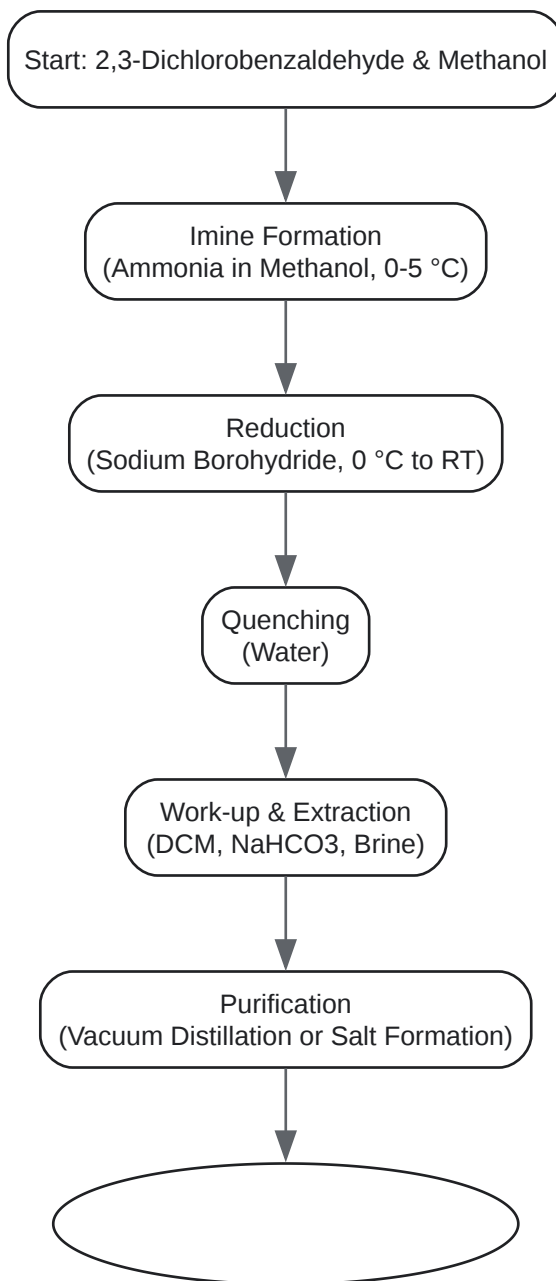 Start: 2,3-Dichlorobenzaldehyde & Methanol
Imine Formation
(Ammonia in Methanol, 0-5 °C)
Reduction
(Sodium Borohydride, 0 °C to RT)
Quenching
(Water)
Work-up & Extraction
(DCM, NaHCO3, Brine)
Purification
(Vacuum Distillation or Salt Formation)